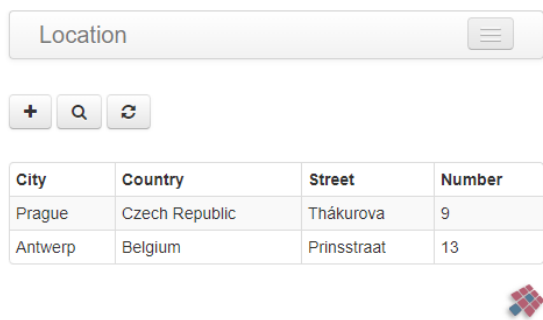 Location
City Country Street Number
Prague Czech Republic Thákurova 9
Antwerp Belgium Prinsstraat 13